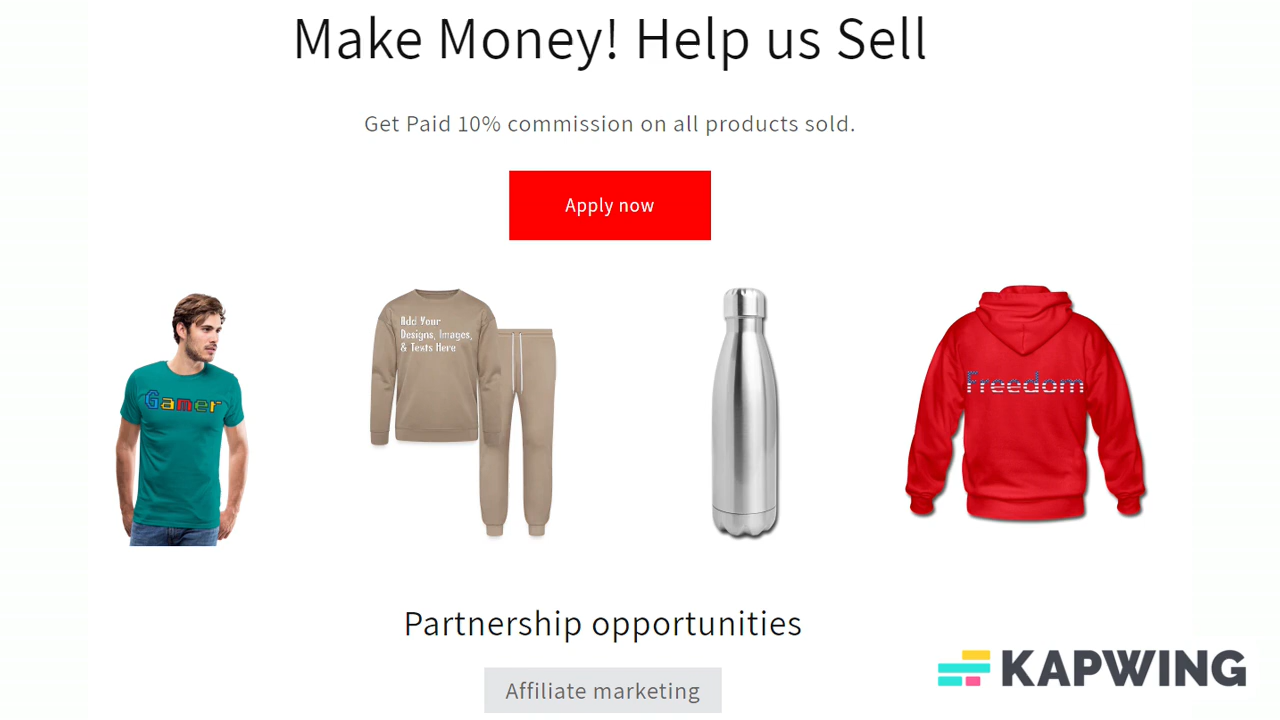 Make Money! Help us Sell
Get Paid 10% commission on all products sold.
Apply now
Gamer
Add Your
Designs, Images,
& Texts Here
Freedom
Partnership opportunities
KAPWING
Affiliate marketing